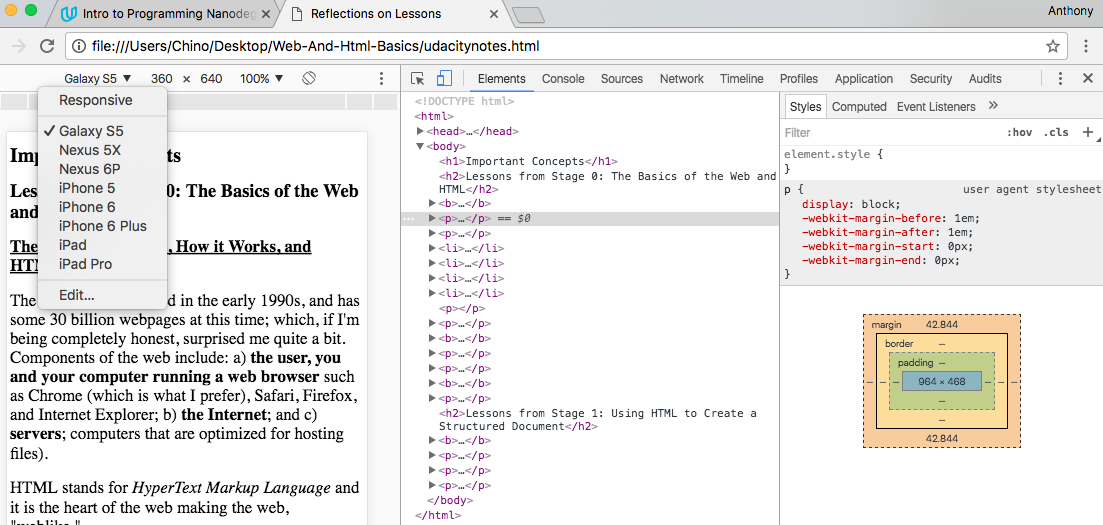 Intro to Programming Nanodeg
Reflections on Lessons
Anthony
file:///Users/Chino/Desktop/Web-And-Html-Basics/udacitynotes.html
Galaxy S5 ▼ 360 × 640 100% ▼
Responsive
✓ Galaxy S5
Nexus 5X
Nexus 6P
iPhone 5
iPhone 6
iPhone 6 Plus
iPad
iPad Pro
Edit...
Im ts
Les 0: The Basics of the Web
and
The , How it Works, and
HT
The d in the early 1990s, and has
some 30 billion webpages at this time; which, if I'm
being completely honest, surprised me quite a bit.
Components of the web include: a) the user, you
and your computer running a web browser such
as Chrome (which is what I prefer), Safari, Firefox,
and Internet Explorer; b) the Internet; and c)
servers; computers that are optimized for hosting
files).
HTML stands for HyperText Markup Language and
it is the heart of the web making the web,
"weblike."
Elements Console Sources Network Timeline Profiles Application Security Audits
<!DOCTYPE html>
<html>
▶<head>…</head>
▼<body>
<h1>Important Concepts</h1>
<h2>Lessons from Stage 0: The Basics of the Web and
HTML</h2>
▶<b>…</b>
… ▶<p>…</p> == $0
▶<p>…</p>
▶<li>…</li>
▶<li>…</li>
▶<li>…</li>
▶<li>…</li>
<p></p>
▶<p>…</p>
▶<b>…</b>
▶<p>…</p>
▶<p>…</p>
▶<b>…</b>
▶<p>…</p>
<h2>Lessons from Stage 1: Using HTML to Create a
Structured Document</h2>
▶<b>…</b>
▶<p>…</p>
▶<p>…</p>
▶<p>…</p>
</body>
</html>
Styles Computed Event Listeners »
Filter :hov .cls +
element.style {
}
p { user agent stylesheet
display: block;
-webkit-margin-before: 1em;
-webkit-margin-after: 1em;
-webkit-margin-start: 0px;
-webkit-margin-end: 0px;
}
margin 42.844
border –
padding –
– – – 964 × 468 – – –
–
–
42.844